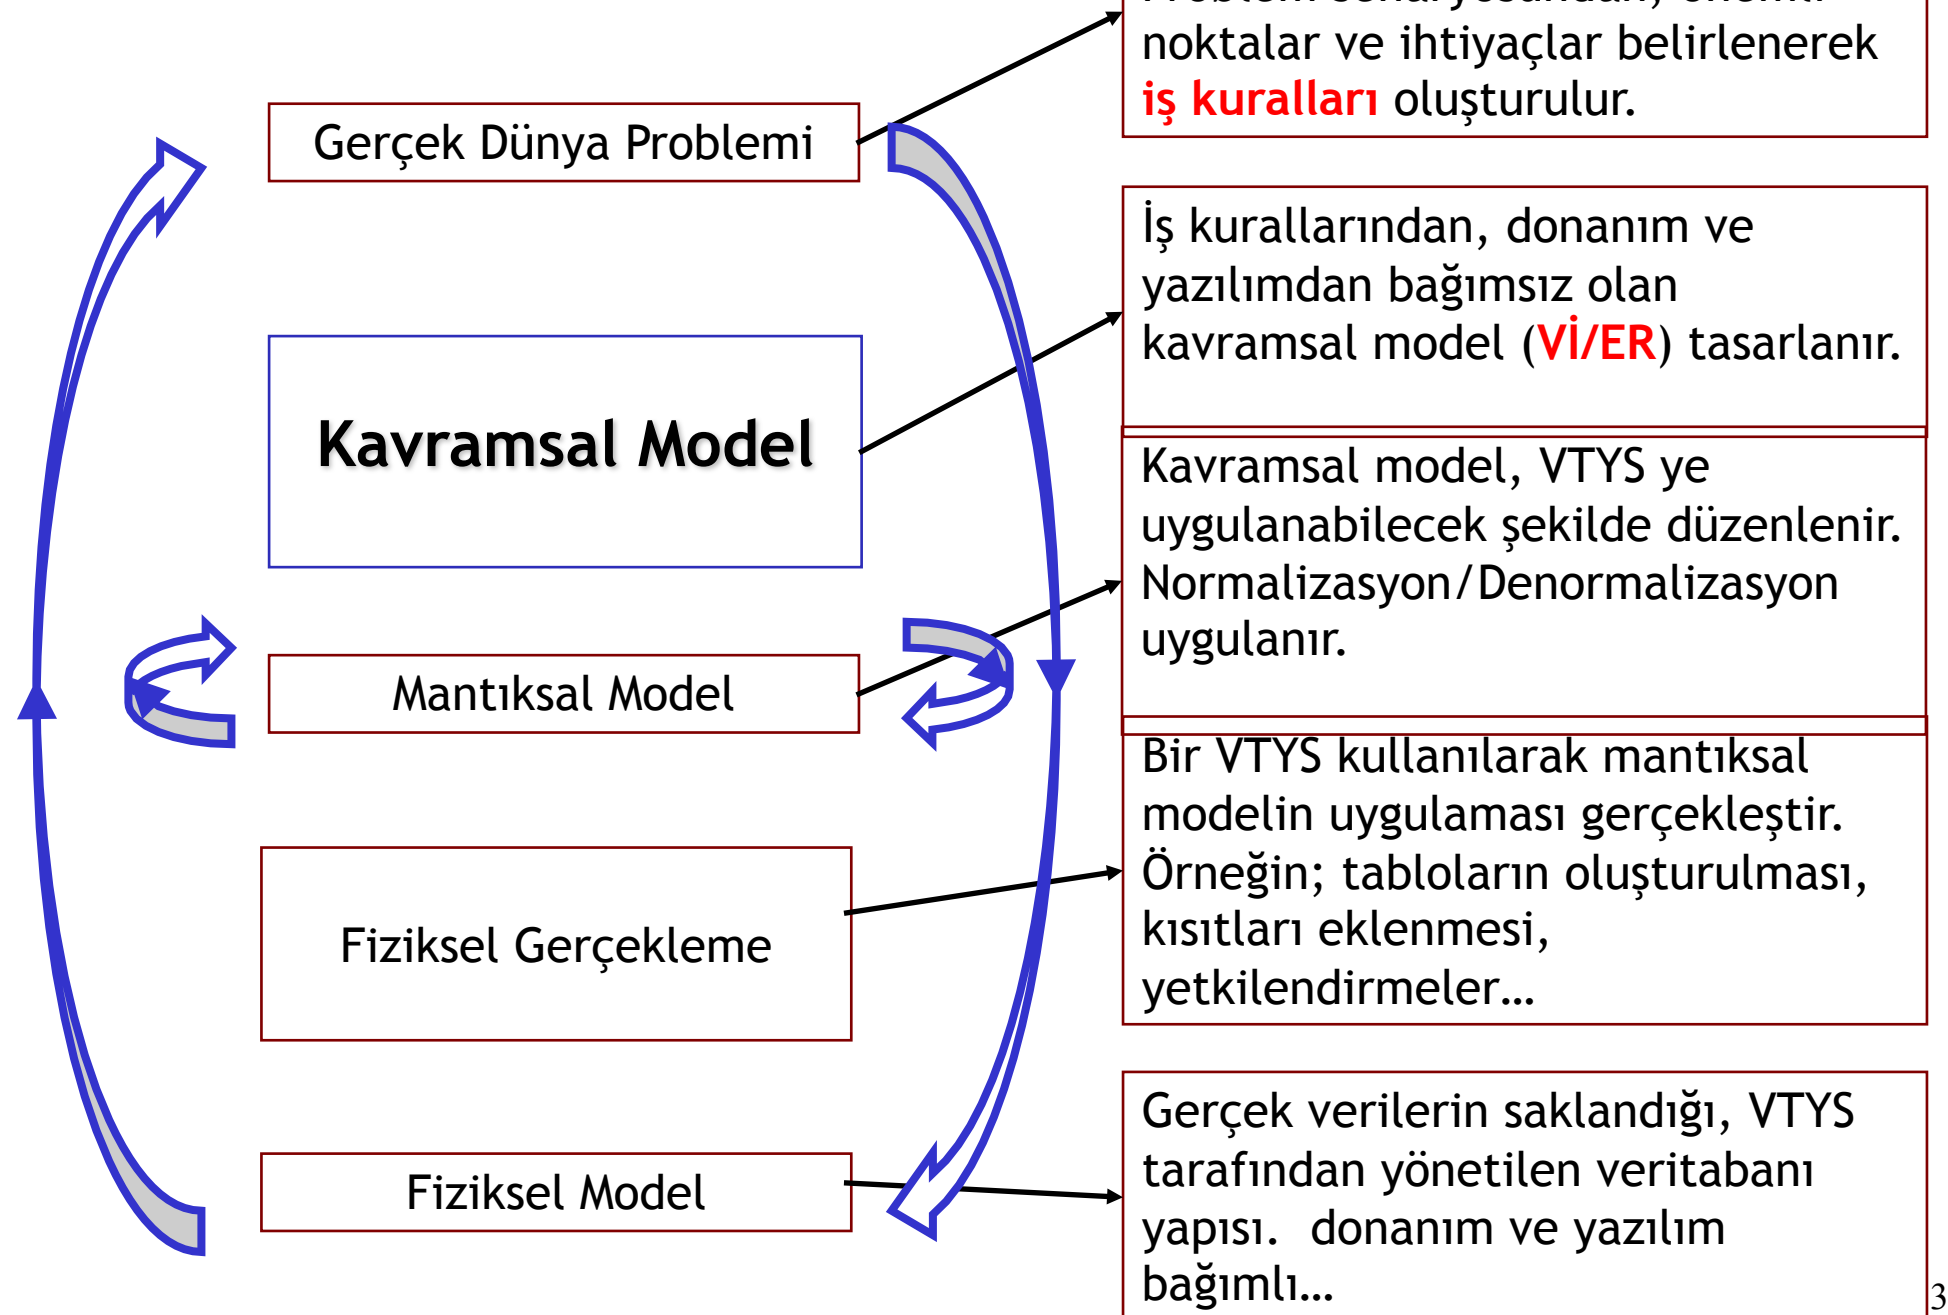 noktalar ve ihtiyaçlar belirlenerek
iş kuralları oluşturulur.
Gerçek Dünya Problemi
İş kurallarından, donanım ve
yazılımdan bağımsız olan
kavramsal model (Vİ/ER) tasarlanır.
Kavramsal Model
Kavramsal model, VTYS ye
uygulanabilecek şekilde düzenlenir.
Normalizasyon/Denormalizasyon
uygulanır.
Mantıksal Model
Bir VTYS kullanılarak mantıksal
modelin uygulaması gerçekleştir.
Örneğin; tabloların oluşturulması,
kısıtları eklenmesi,
yetkilendirmeler…
Fiziksel Gerçekleme
Gerçek verilerin saklandığı, VTYS
tarafından yönetilen veritabanı
yapısı.  donanım ve yazılım
bağımlı…
Fiziksel Model
3